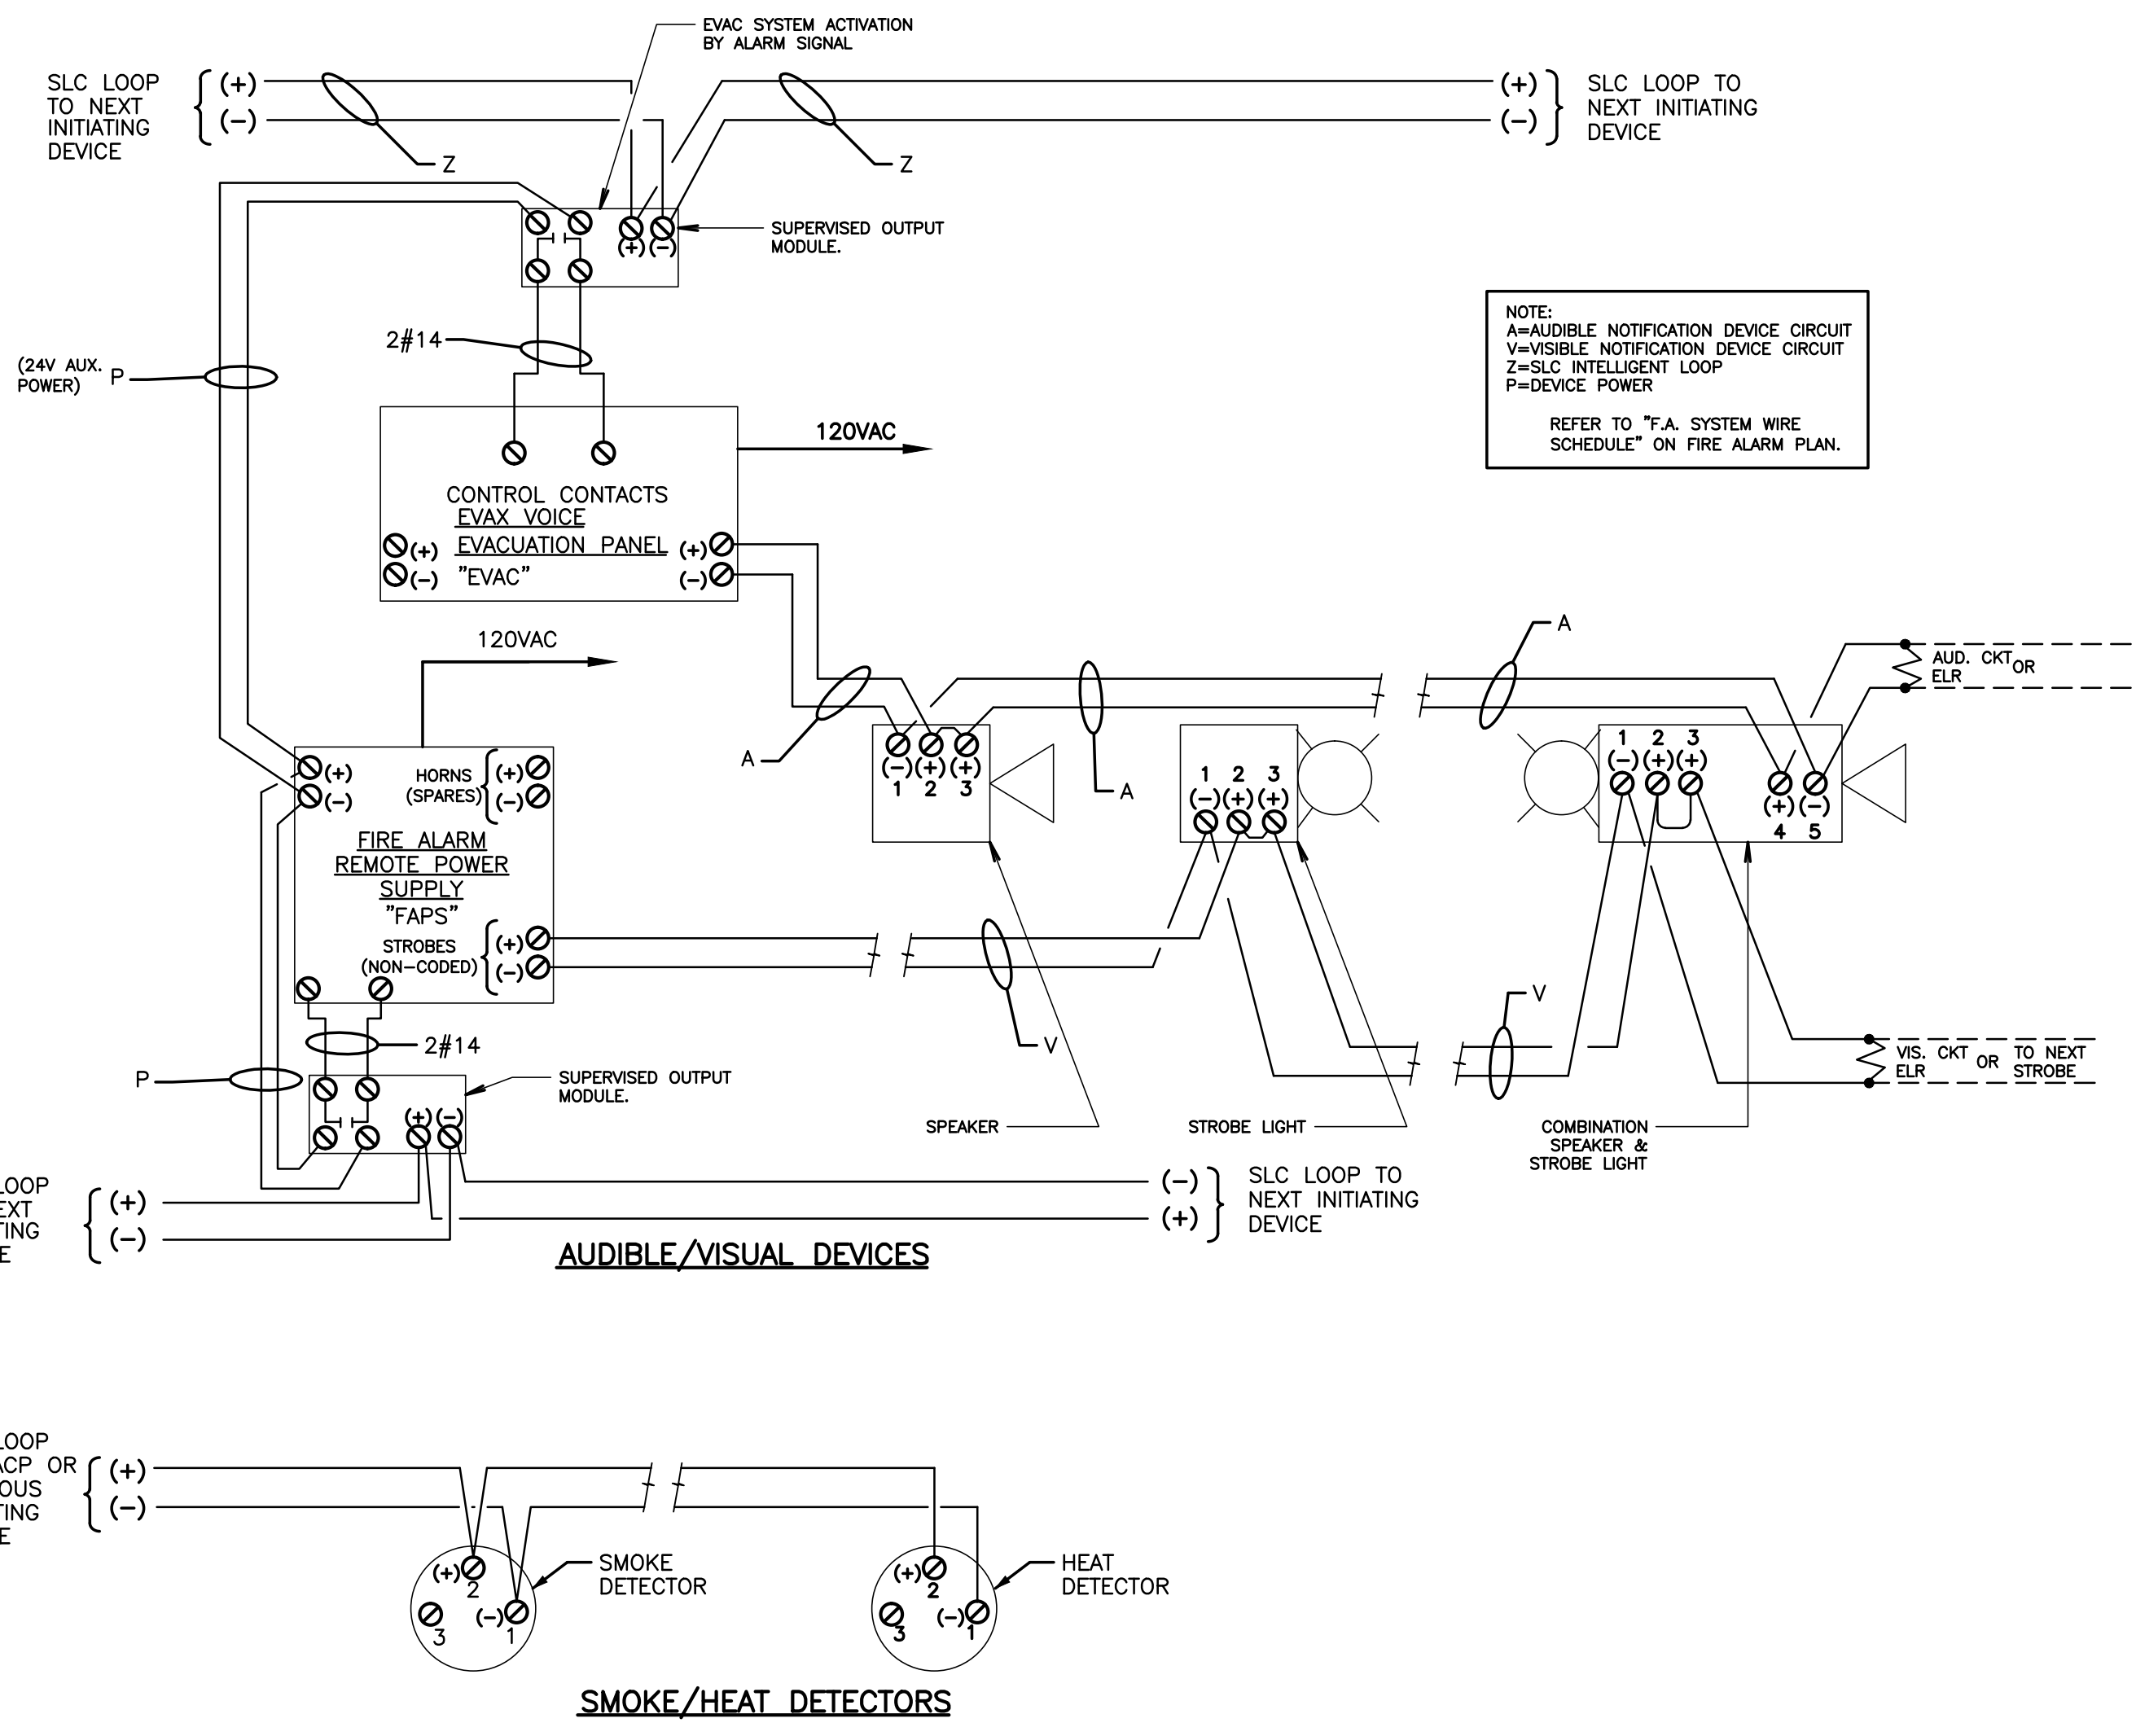 EVAC SYSTEM ACTIVATION
BY ALARM SIGNAL
SLC LOOP
TO NEXT
INITIATING
DEVICE
(+)
(-)
Z
Z
(+)
(-)
SLC LOOP TO
NEXT INITIATING
DEVICE
(+) (-)
SUPERVISED OUTPUT
MODULE.
2#14
(24V AUX.
POWER)
P
NOTE:
A=AUDIBLE NOTIFICATION DEVICE CIRCUIT
V=VISIBLE NOTIFICATION DEVICE CIRCUIT
Z=SLC INTELLIGENT LOOP
P=DEVICE POWER
REFER TO "F.A. SYSTEM WIRE
SCHEDULE" ON FIRE ALARM PLAN.
120VAC
CONTROL CONTACTS
EVAX VOICE
EVACUATION PANEL
"EVAC"
(+)
(-)
(+)
(-)
120VAC
A
A
A
AUD. CKT
ELR
OR
(+)
(-)
HORNS
(SPARES)
(+)
(-)
FIRE ALARM
REMOTE POWER
SUPPLY
"FAPS"
STROBES
(NON-CODED)
(+)
(-)
(-) (+) (+)
1 2 3
1 2 3
(-) (+) (+)
1 2 3
(-) (+) (+)
(+) (-)
4 5
2#14
P
V
V
VIS. CKT
ELR
OR
TO NEXT
STROBE
SUPERVISED OUTPUT
MODULE.
(+) (-)
SPEAKER
STROBE LIGHT
COMBINATION
SPEAKER &
STROBE LIGHT
LOOP
(+)
(-)
(-)
(+)
SLC LOOP TO
NEXT INITIATING
DEVICE
AUDIBLE/VISUAL DEVICES
LOOP
OR
(+)
(-)
SMOKE
DETECTOR
(+)
2
(-)
3
1
HEAT
DETECTOR
(+)
2
(-)
3
1
SMOKE/HEAT DETECTORS